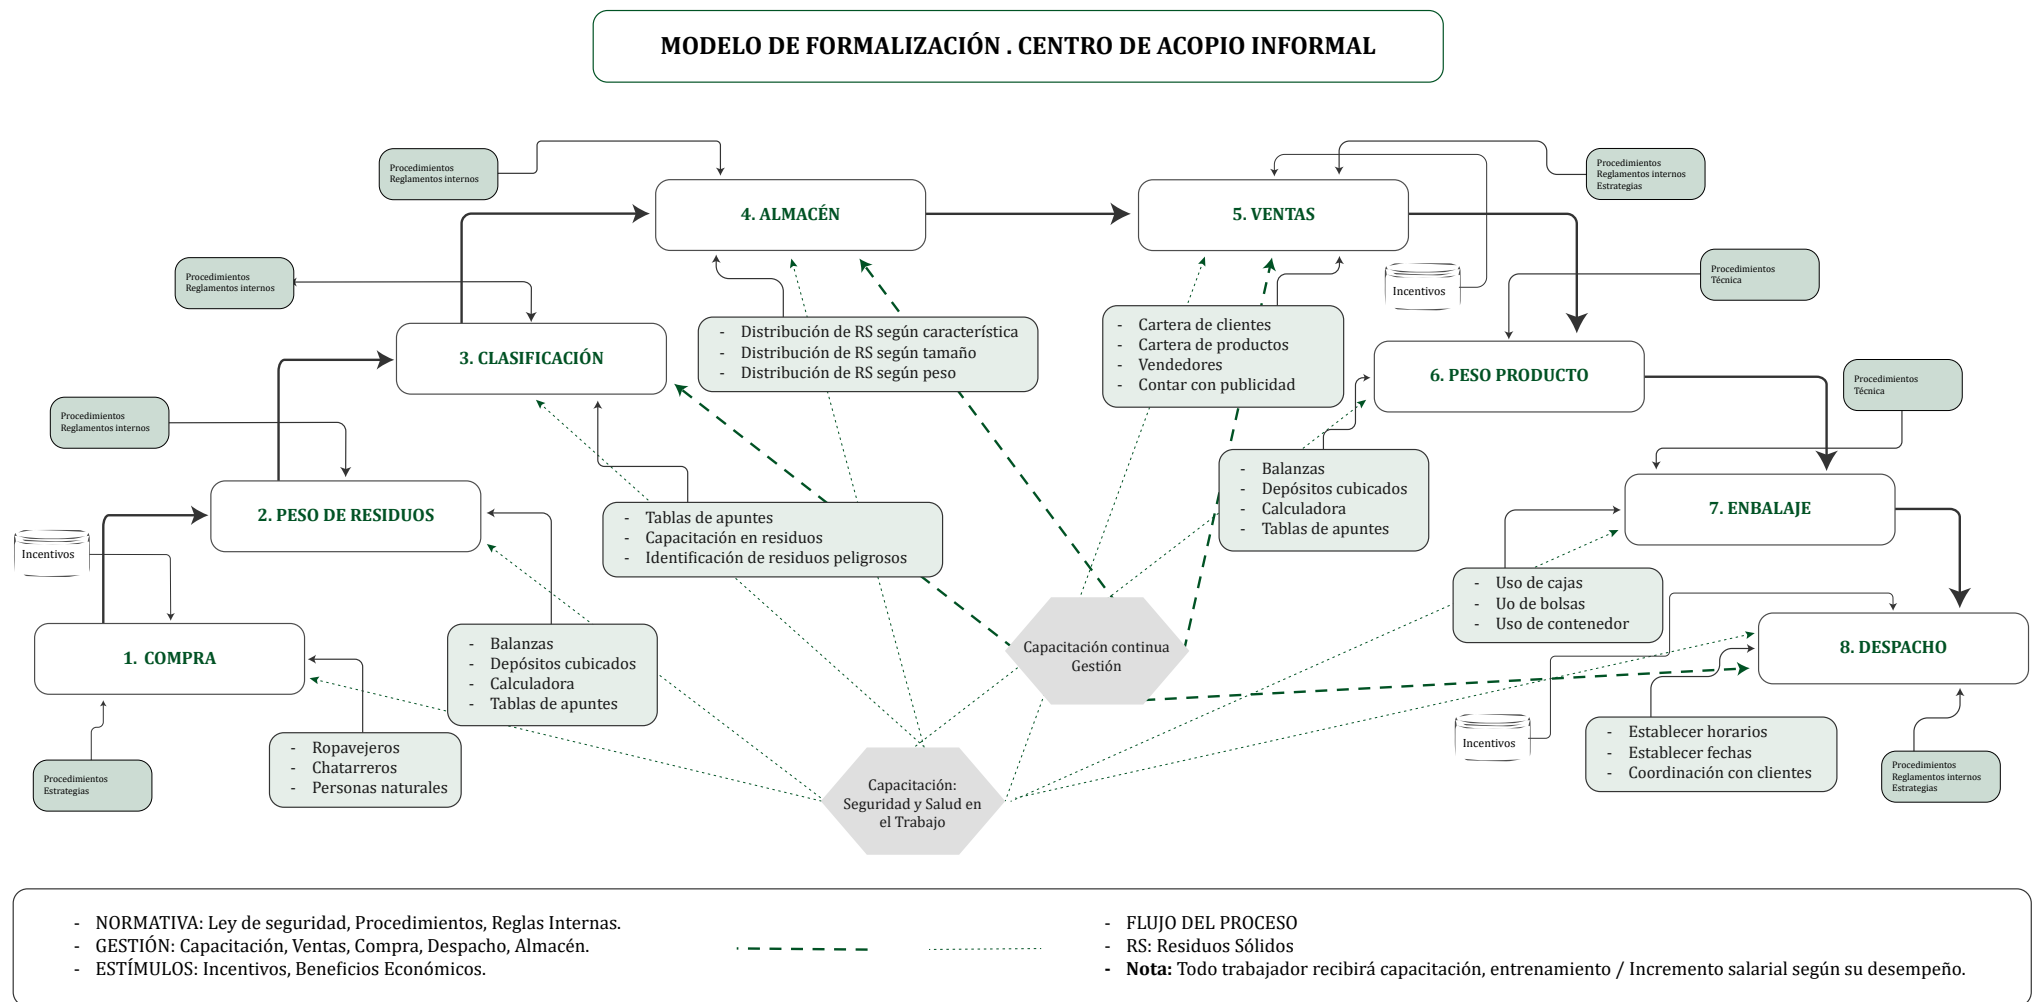 MODELO DE FORMALIZACIÓN . CENTRO DE ACOPIO INFORMAL
Procedimientos
Reglamentos internos
4. ALMACÉN
5. VENTAS
Procedimientos
Reglamentos internos
Estrategias
Procedimientos
Reglamentos internos
Incentivos
Procedimientos
Técnica
3. CLASIFICACIÓN
- Distribución de RS según característica
- Distribución de RS según tamaño
- Distribución de RS según peso
- Cartera de clientes
- Cartera de productos
- Vendedores
- Contar con publicidad
6. PESO PRODUCTO
Procedimientos
Técnica
Procedimientos
Reglamentos internos
2. PESO DE RESIDUOS
- Tablas de apuntes
- Capacitación en residuos
- Identificación de residuos peligrosos
- Balanzas
- Depósitos cubicados
- Calculadora
- Tablas de apuntes
7. ENBALAJE
Incentivos
1. COMPRA
- Balanzas
- Depósitos cubicados
- Calculadora
- Tablas de apuntes
Capacitación continua
Gestión
- Uso de cajas
- Uo de bolsas
- Uso de contenedor
8. DESPACHO
Procedimientos
Estrategias
- Ropavejeros
- Chatarreros
- Personas naturales
Capacitación:
Seguridad y Salud en
el Trabajo
Incentivos
- Establecer horarios
- Establecer fechas
- Coordinación con clientes
Procedimientos
Reglamentos internos
Estrategias
- NORMATIVA: Ley de seguridad, Procedimientos, Reglas Internas.
- GESTIÓN: Capacitación, Ventas, Compra, Despacho, Almacén.
- ESTÍMULOS: Incentivos, Beneficios Económicos.
- FLUJO DEL PROCESO
- RS: Residuos Sólidos
- Nota: Todo trabajador recibirá capacitación, entrenamiento / Incremento salarial según su desempeño.